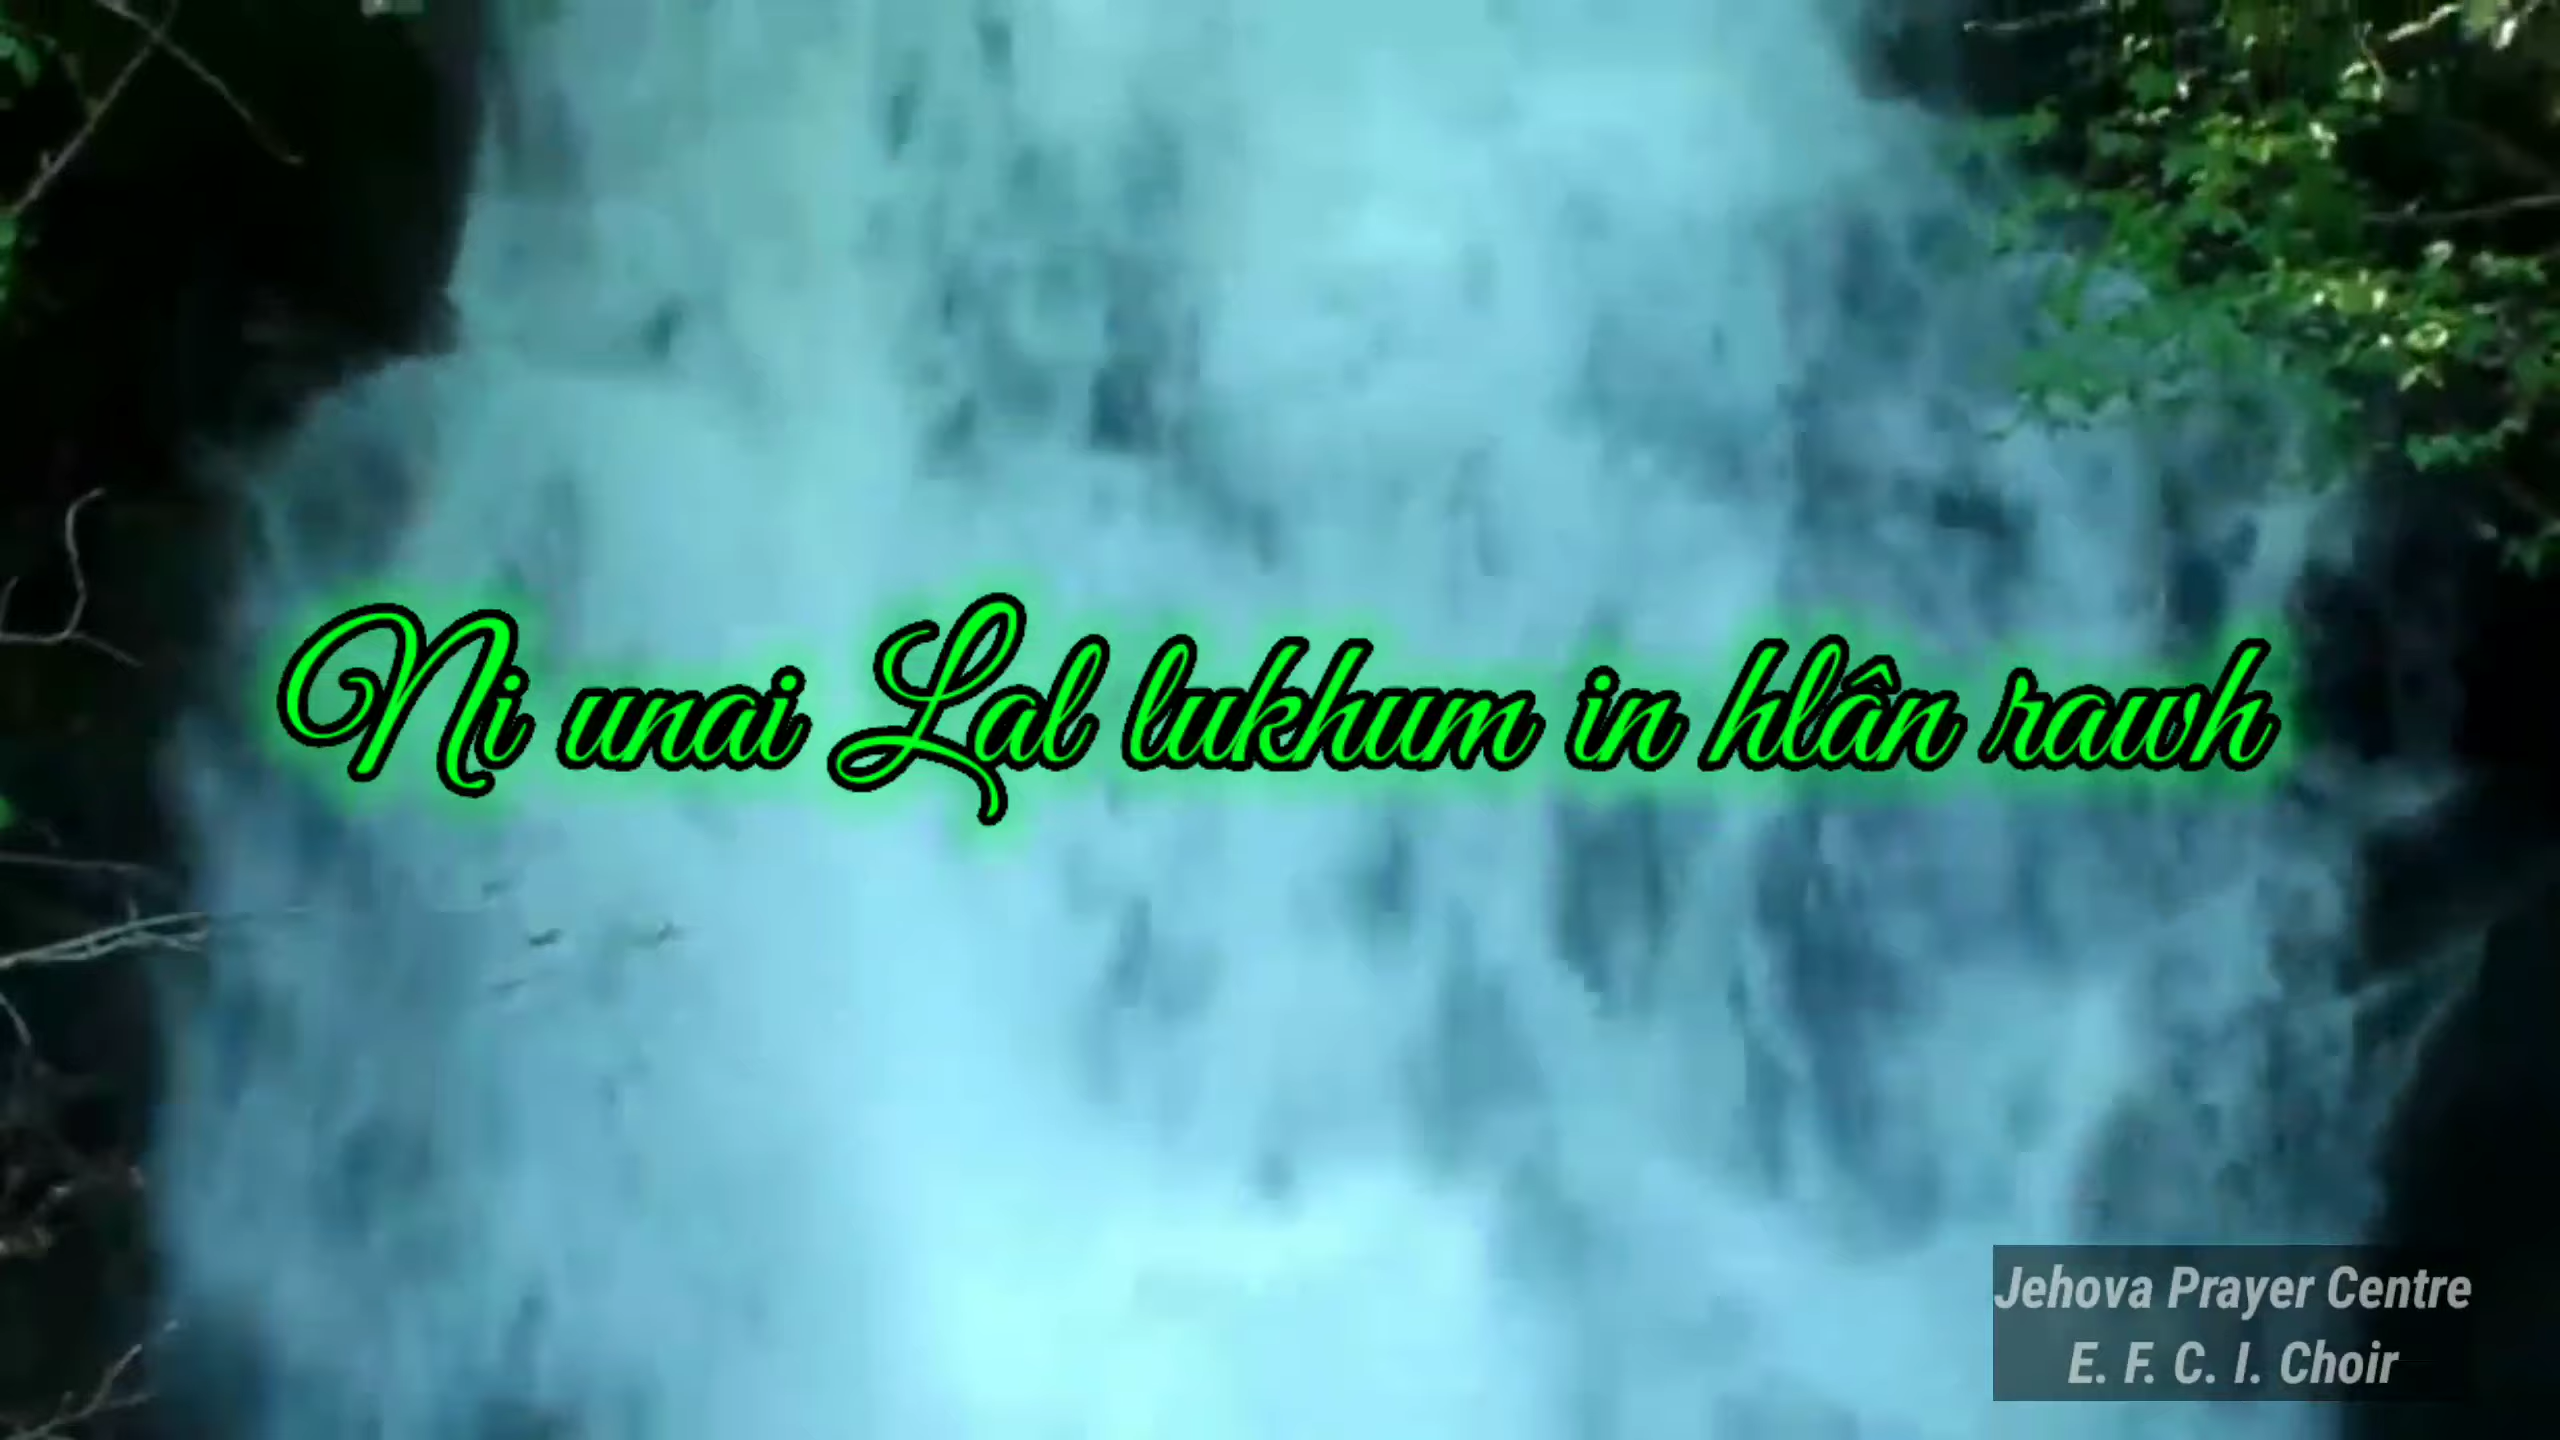 Ni unai Lal lukhum in hlân rawh
Jehova Prayer Centre
E. F. C. I. Choir